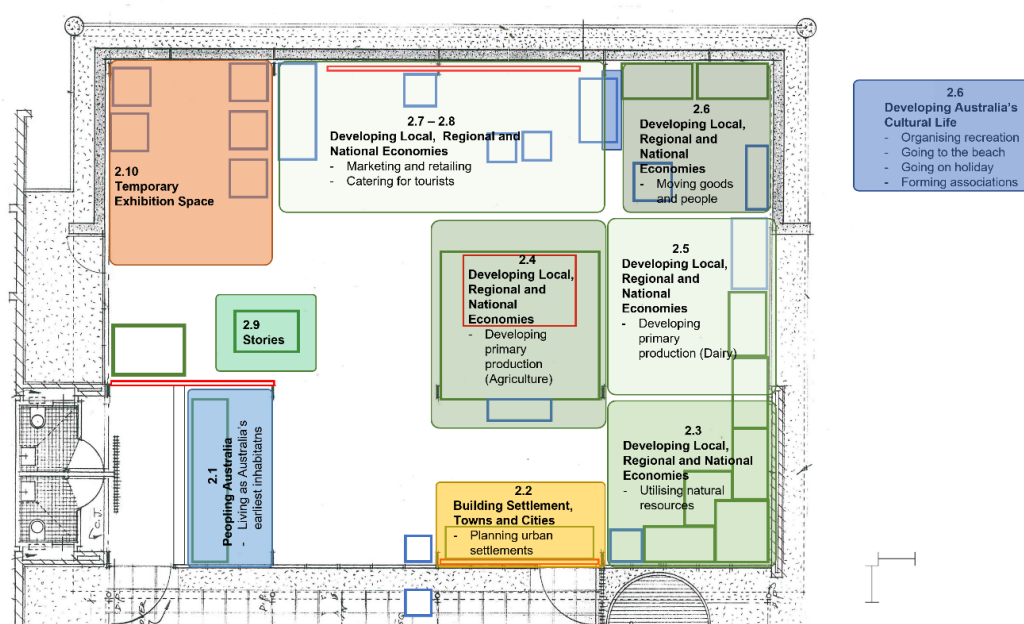 2.10
Temporary
Exhibition Space
2.7 – 2.8
Developing Local, Regional and
National Economies
- Marketing and retailing
- Catering for tourists
2.6
Developing Local,
Regional and
National
Economies
- Moving goods
and people
2.6
Developing Australia's
Cultural Life
- Organising recreation
- Going to the beach
- Going on holiday
- Forming associations
2.9
Stories
2.4
Developing Local,
Regional and
National
Economies
- Developing
primary
production
(Agriculture)
2.5
Developing Local,
Regional and
National
Economies
- Developing
primary
production (Dairy)
2.1
Peopling Australia
- Living as Australia's
earliest inhabitatns
2.2
Building Settlement,
Towns and Cities
- Planning urban
settlements
2.3
Developing Local,
Regional and National
Economies
- Utilising natural
resources
C.J.
D.P.
D.P.
D.P.